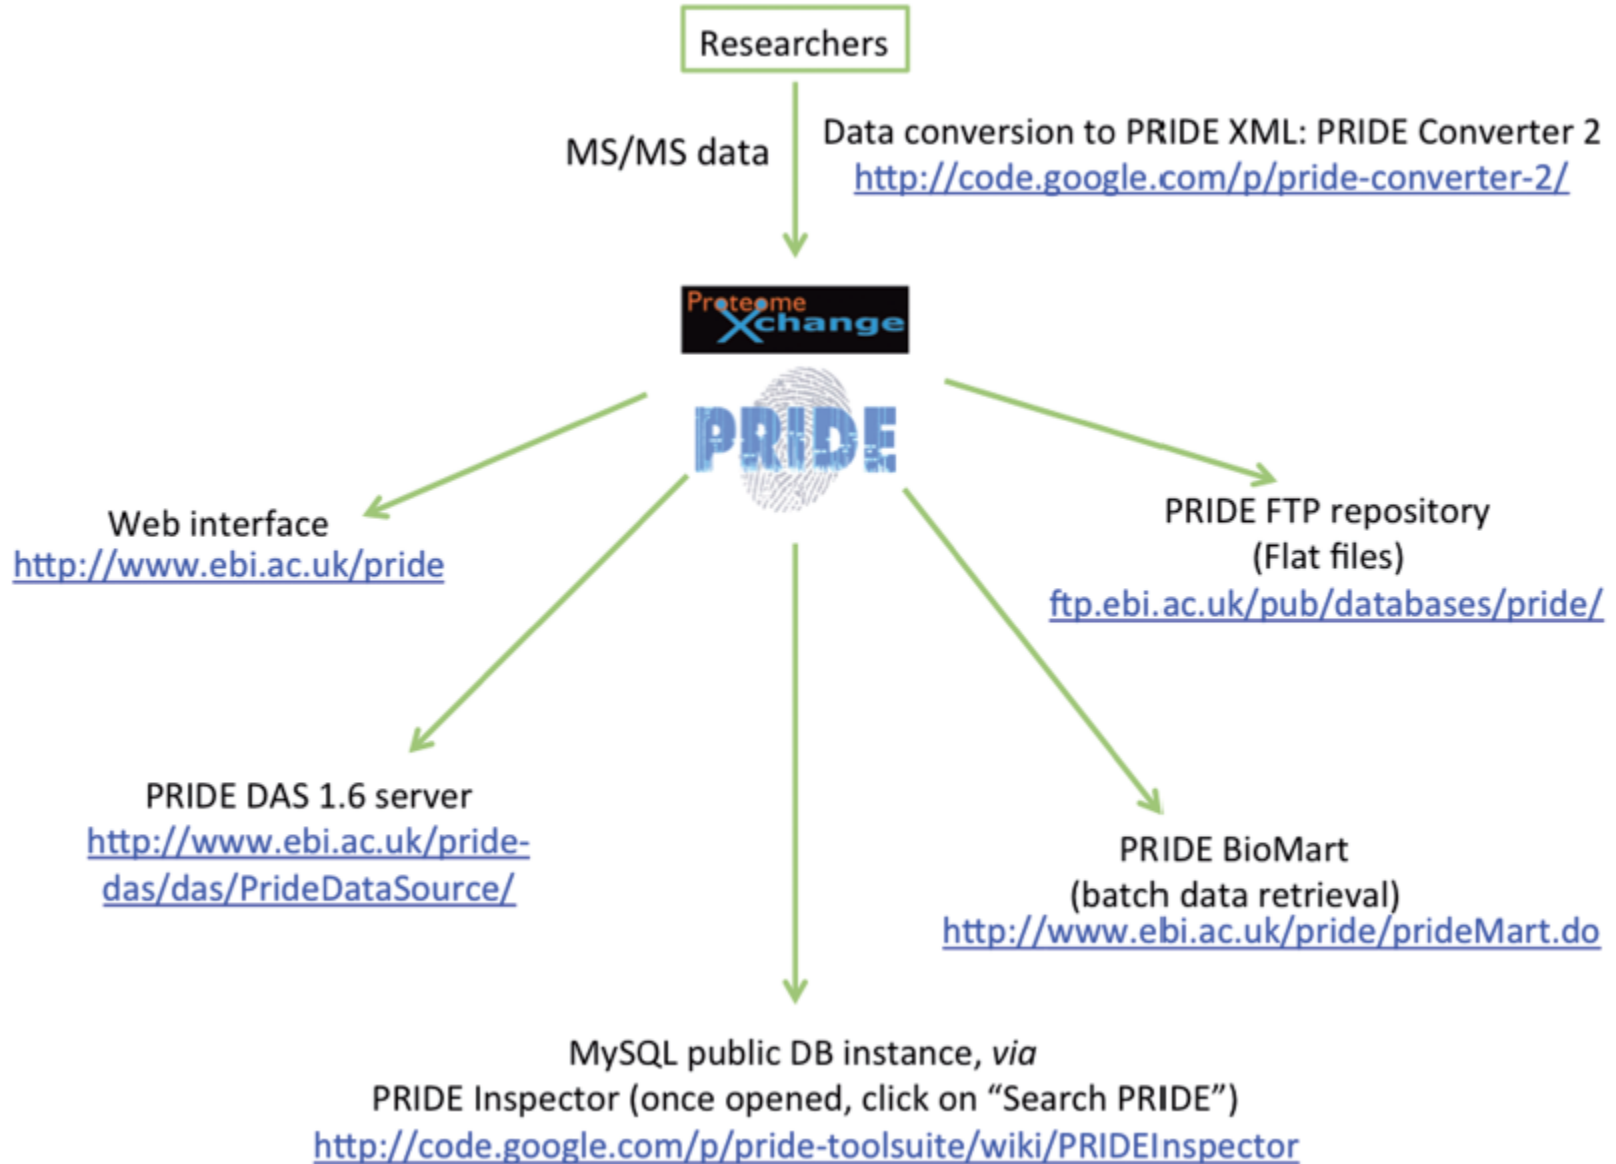 Researchers
MS/MS data
Data conversion to PRIDE XML: PRIDE Converter 2
http://code.google.com/p/pride-converter-2/
Proteome
Xchange
PRIDE
Web interface
http://www.ebi.ac.uk/pride
PRIDE FTP repository
(Flat files)
ftp.ebi.ac.uk/pub/databases/pride/
PRIDE DAS 1.6 server
http://www.ebi.ac.uk/pride-
das/das/PrideDataSource/
PRIDE BioMart
(batch data retrieval)
http://www.ebi.ac.uk/pride/prideMart.do
MySQL public DB instance, via
PRIDE Inspector (once opened, click on “Search PRIDE”)
http://code.google.com/p/pride-toolsuite/wiki/PRIDEInspector